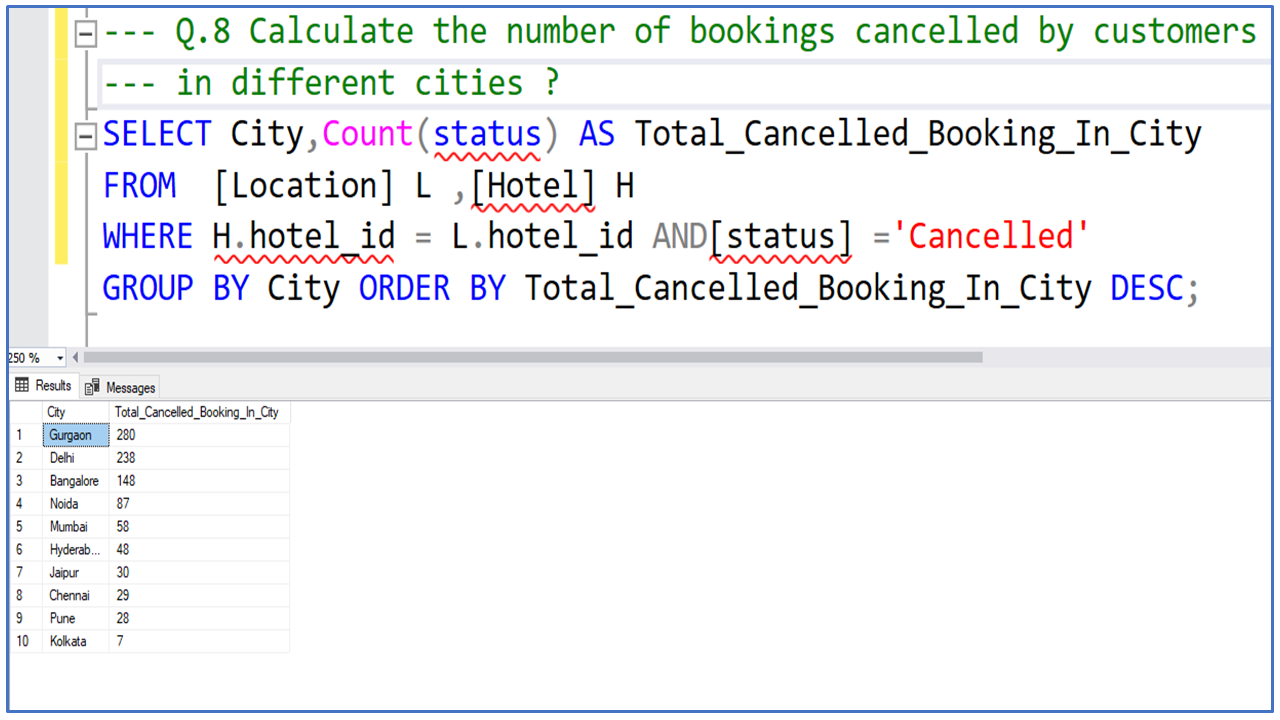 --- Q.8 Calculate the number of bookings cancelled by customers
--- in different cities ?
SELECT City,Count(status) AS Total_Cancelled_Booking_In_City
FROM [Location] L ,[Hotel] H
WHERE H.hotel_id = L.hotel_id AND[status] ='Cancelled'
GROUP BY City ORDER BY Total_Cancelled_Booking_In_City DESC;
250 %
Results Messages
City Total_Cancelled_Booking_In_City
1 Gurgaon 280
2 Delhi 238
3 Bangalore 148
4 Noida 87
5 Mumbai 58
6 Hyderab... 48
7 Jaipur 30
8 Chennai 29
9 Pune 28
10 Kolkata 7